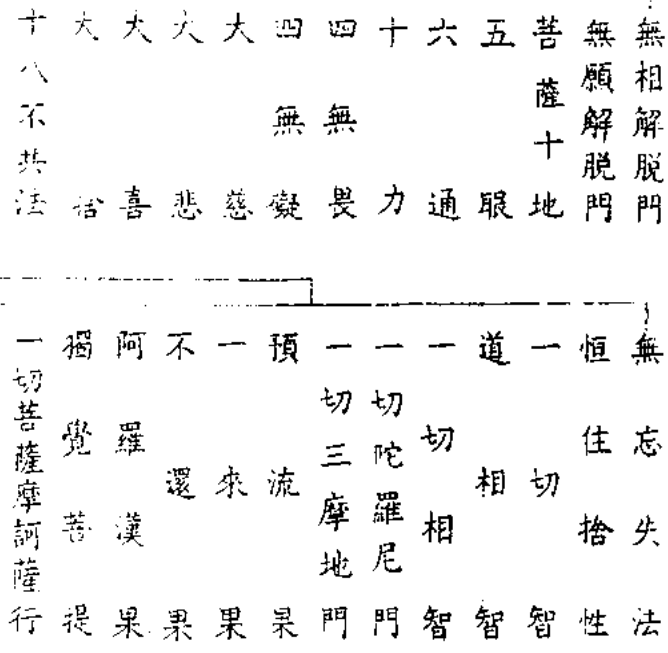 無相解脱門
無願解脱門
菩薩十地
五眼
六通
十力
四無畏
四無礙
大慈
大悲
大喜
大捨
十八不共法
無忘失法
恒住捨性
一切智
道相智
一切相智
一切陀羅尼門
一切三摩地門
預流果
一來果
不還果
阿羅漢果
獨覺菩提
一切菩薩摩訶薩行